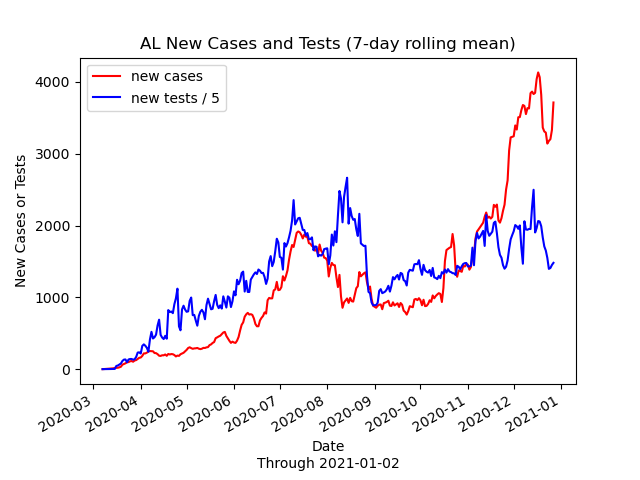 AL New Cases and Tests (7-day rolling mean)
new cases
new tests / 5
New Cases or Tests
4000
3000
2000
1000
0
2020-03
2020-04
2020-05
2020-06
2020-07
2020-08
2020-09
2020-10
2020-11
2020-12
2021-01
Date
Through 2021-01-02